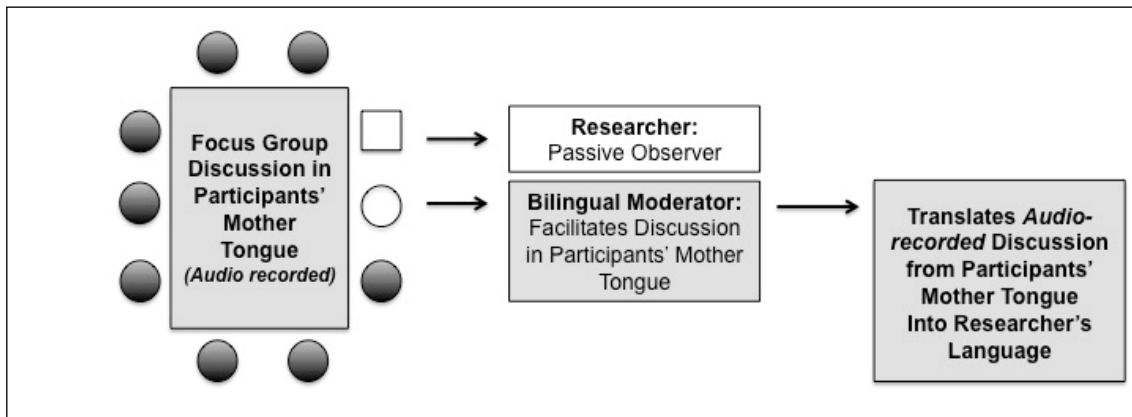 Focus Group
Discussion in
Participants’
Mother
Tongue
(Audio recorded)
Researcher:
Passive Observer
Bilingual Moderator:
Facilitates Discussion
in Participants’ Mother
Tongue
Translates Audio-
recorded Discussion
from Participants’
Mother Tongue
Into Researcher’s
Language